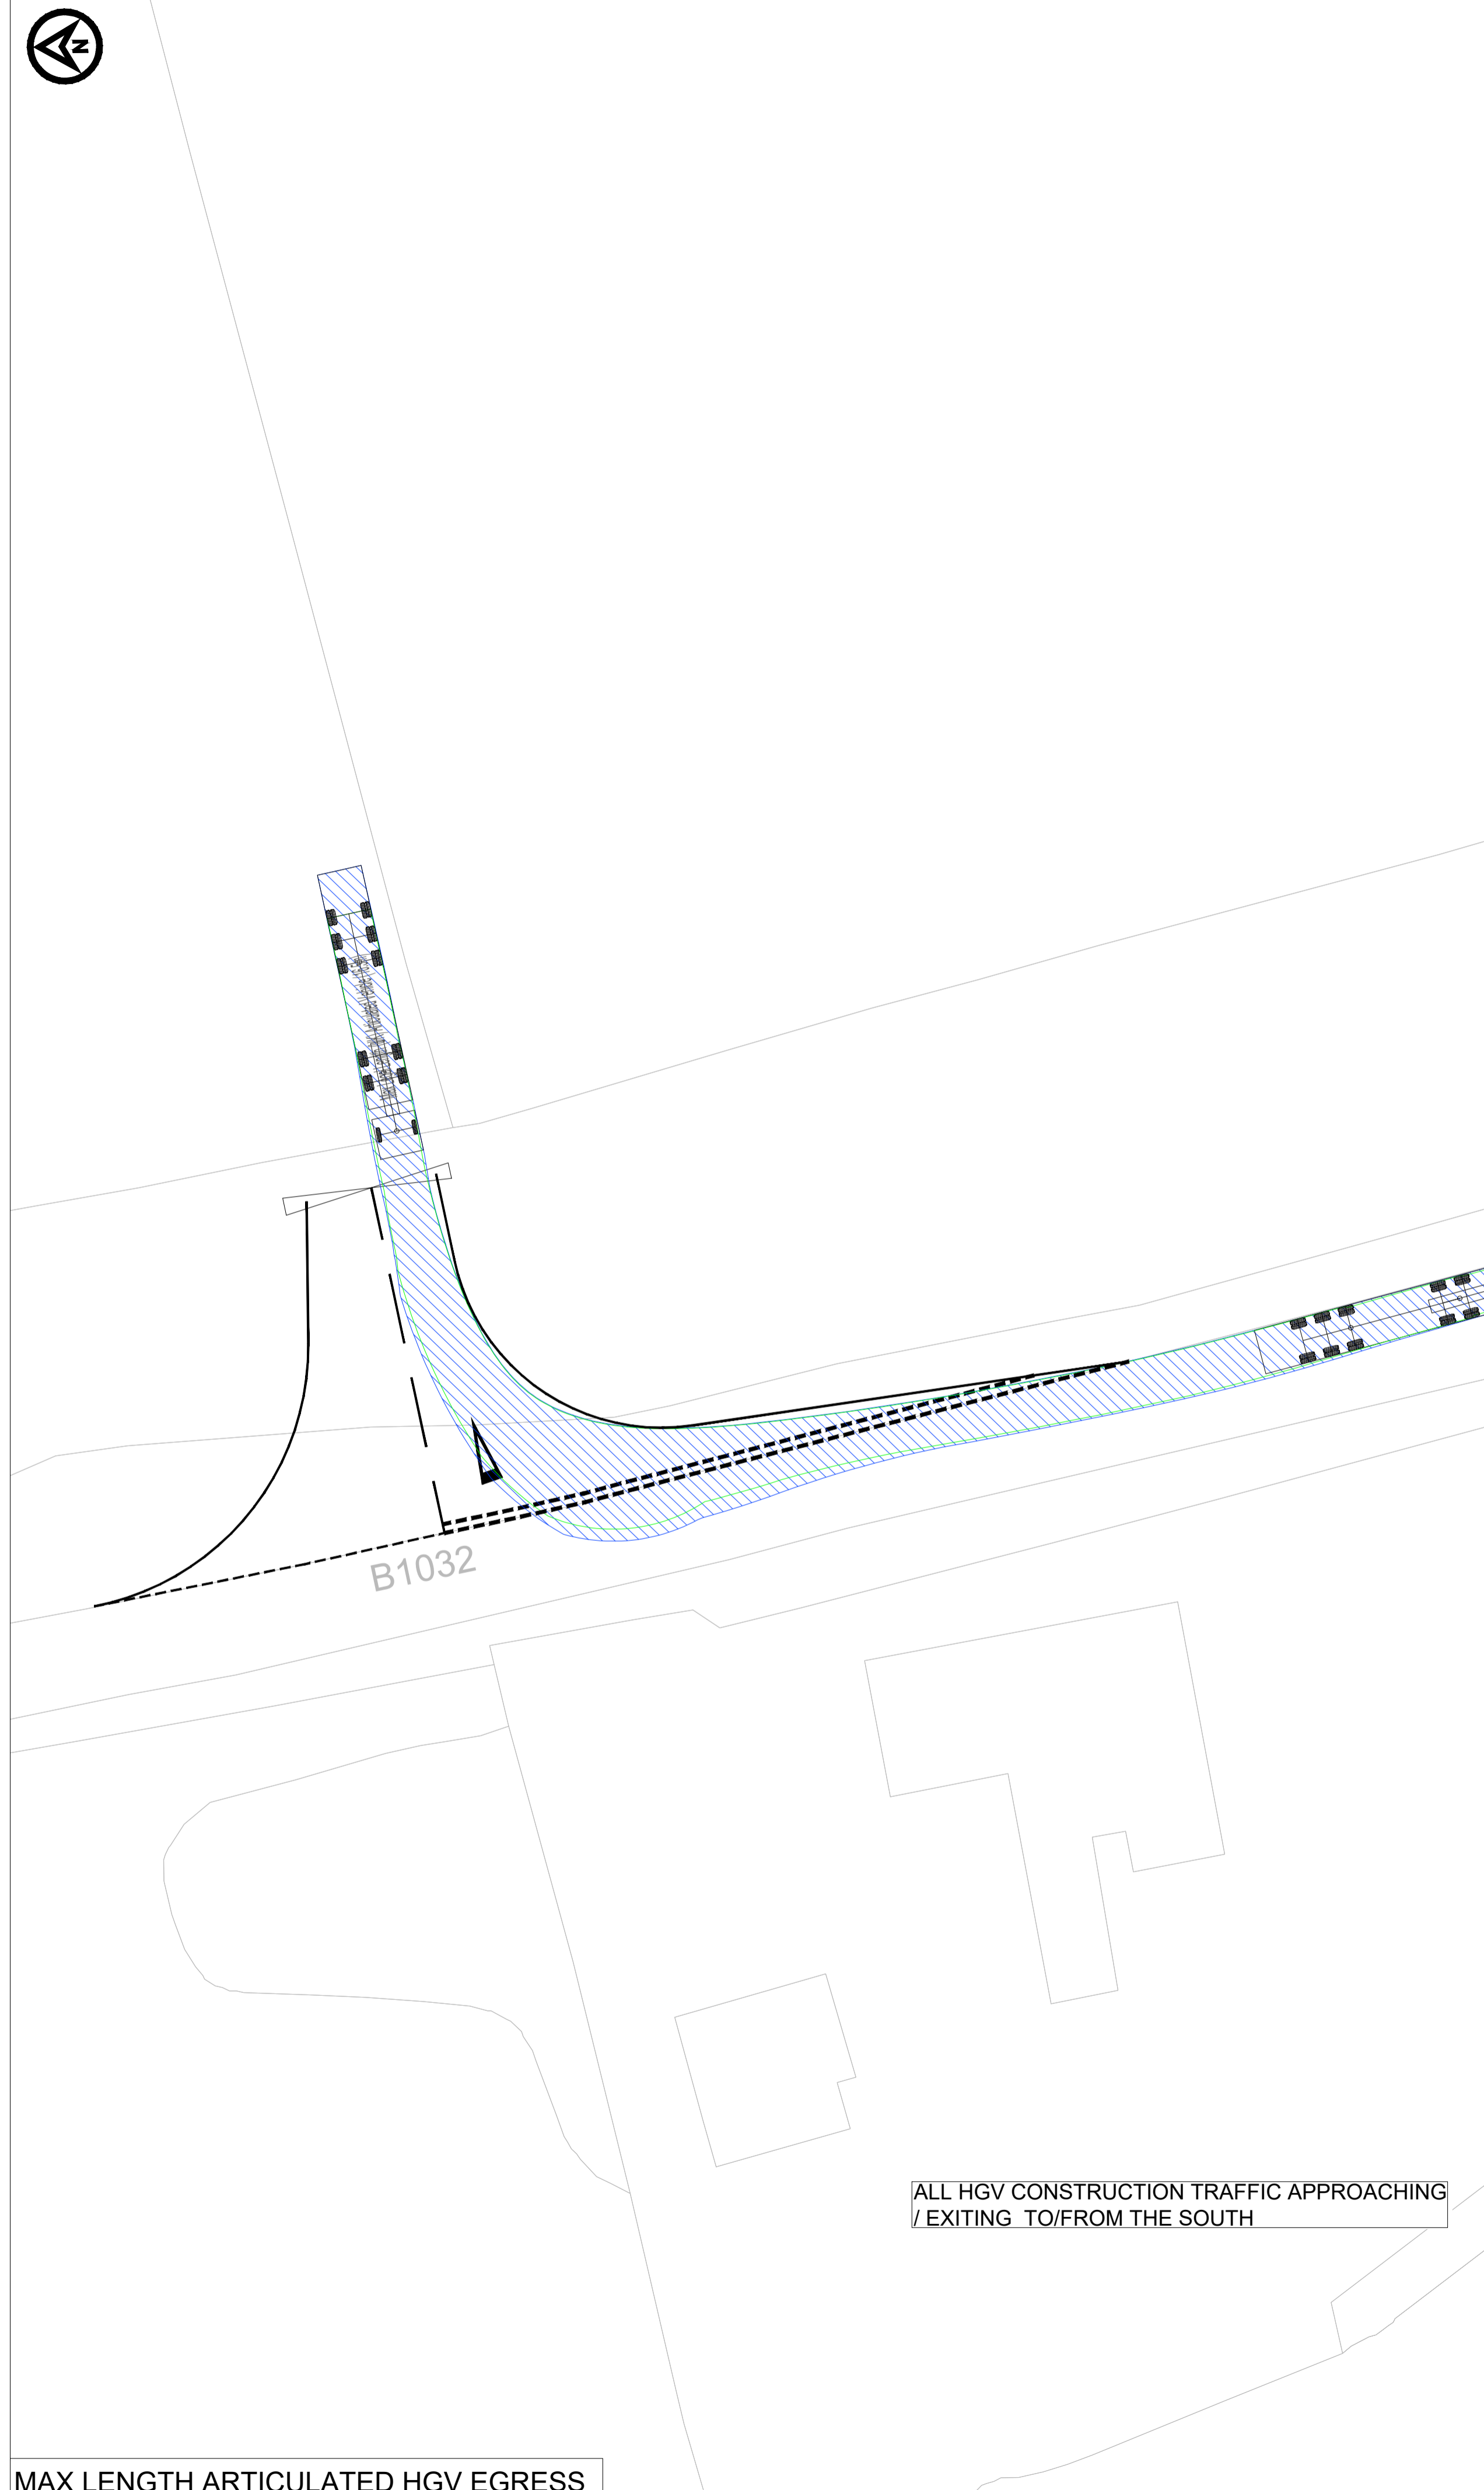 N
B1032
ALL HGV CONSTRUCTION TRAFFIC APPROACHING
/ EXITING TO/FROM THE SOUTH
MAX LENGTH ARTICULATED HGV EGRESS